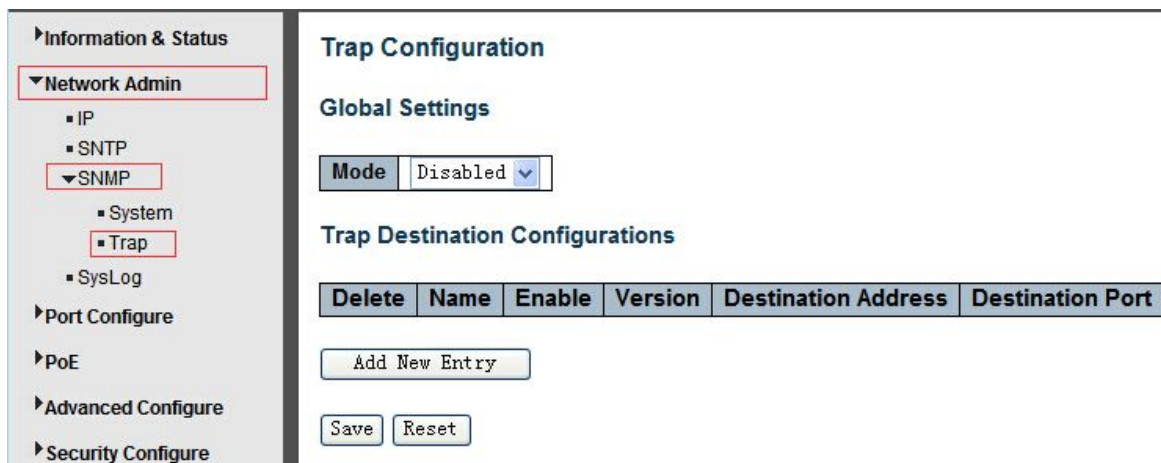 Information & Status
Network Admin
IP
SNTP
SNMP
System
Trap
SysLog
Port Configure
PoE
Advanced Configure
Security Configure
Trap Configuration
Global Settings
Mode Disabled
Trap Destination Configurations
Delete Name Enable Version Destination Address Destination Port
Add New Entry
Save Reset